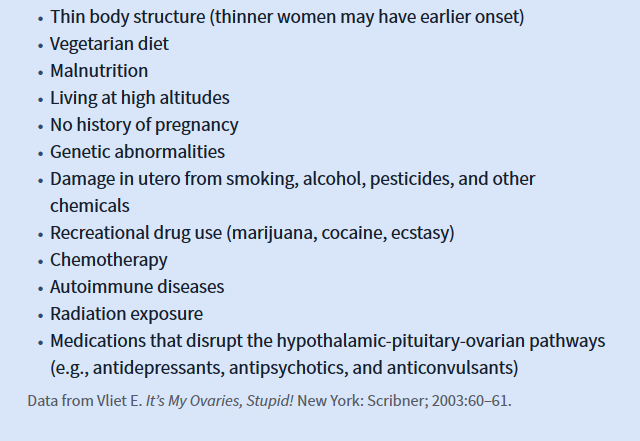 • Thin body structure (thinner women may have earlier onset)
• Vegetarian diet
• Malnutrition
• Living at high altitudes
• No history of pregnancy
• Genetic abnormalities
• Damage in utero from smoking, alcohol, pesticides, and other
chemicals
• Recreational drug use (marijuana, cocaine, ecstasy)
• Chemotherapy
• Autoimmune diseases
• Radiation exposure
• Medications that disrupt the hypothalamic-pituitary-ovarian pathways
(e.g., antidepressants, antipsychotics, and anticonvulsants)
Data from Vliet E. It’s My Ovaries, Stupid! New York: Scribner; 2003:60–61.